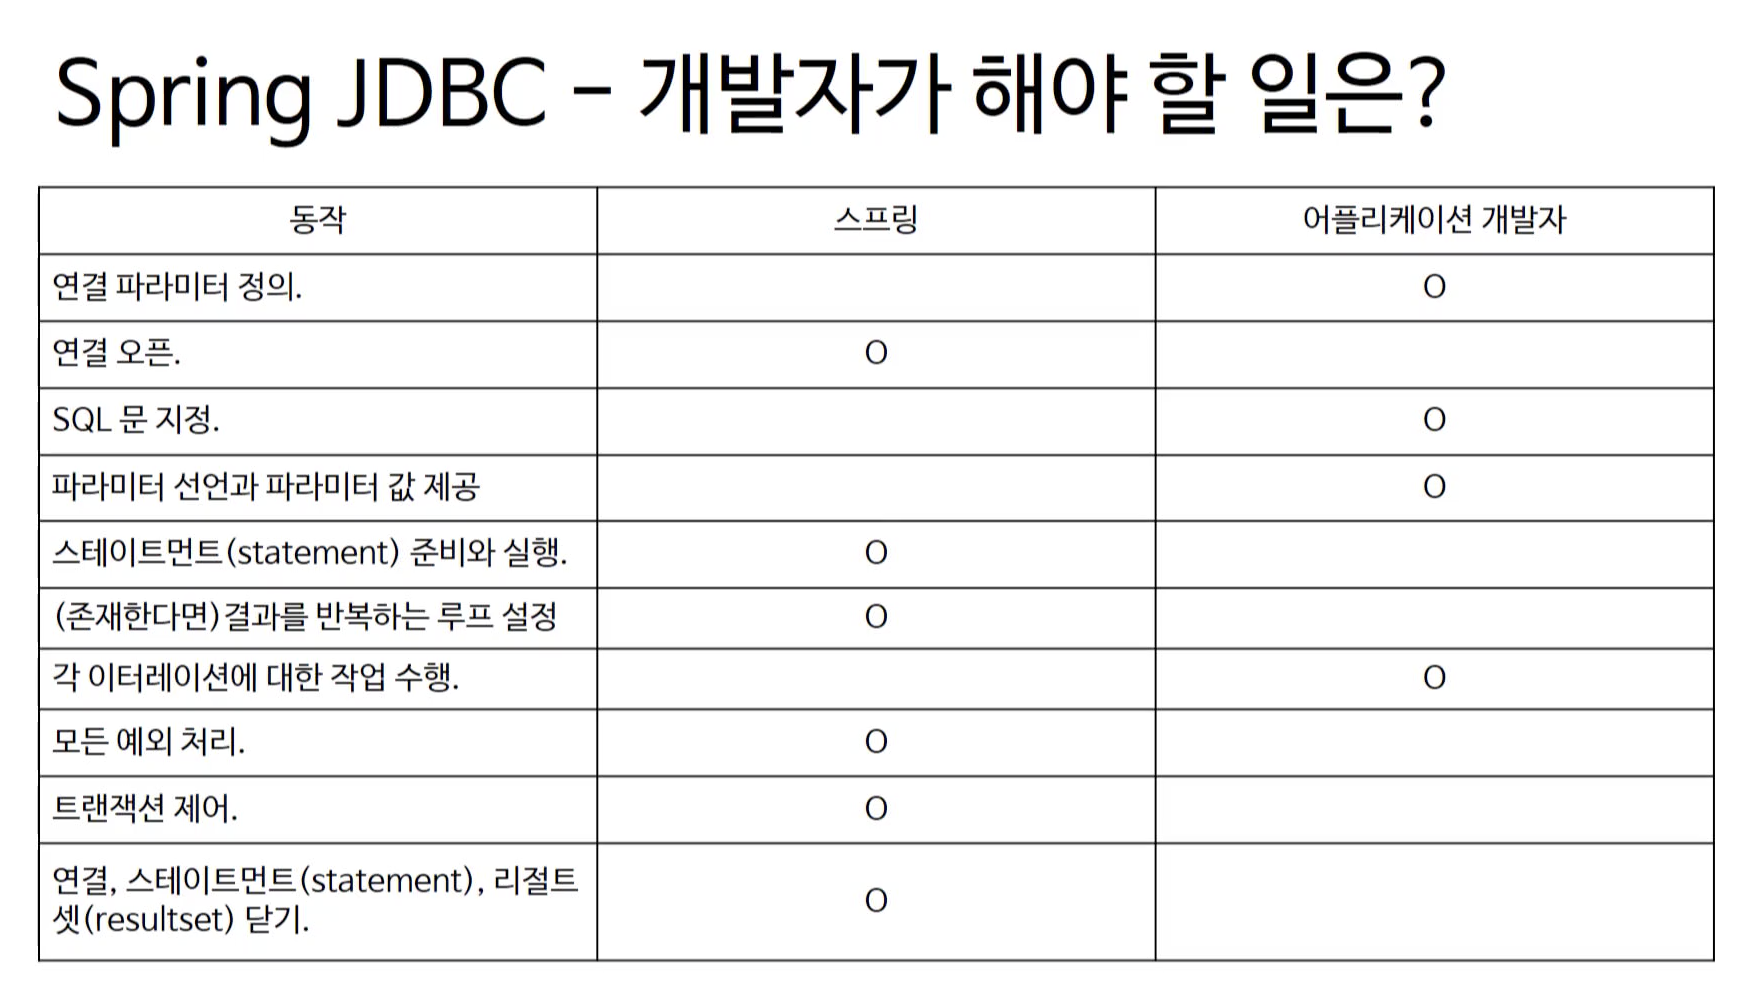 Spring JDBC – 개발자가 해야 할 일은?
동작 스프링 어플리케이션 개발자
연결 파라미터 정의. O
연결 오픈. O
SQL 문 지정. O
파라미터 선언과 파라미터 값 제공 O
스테이트먼트(statement) 준비와 실행. O
(존재한다면)결과를 반복하는 루프 설정 O
각 이터레이션에 대한 작업 수행. O
모든 예외 처리. O
트랜잭션 제어. O
연결, 스테이트먼트(statement), 리절트
셋(resultset) 닫기. O